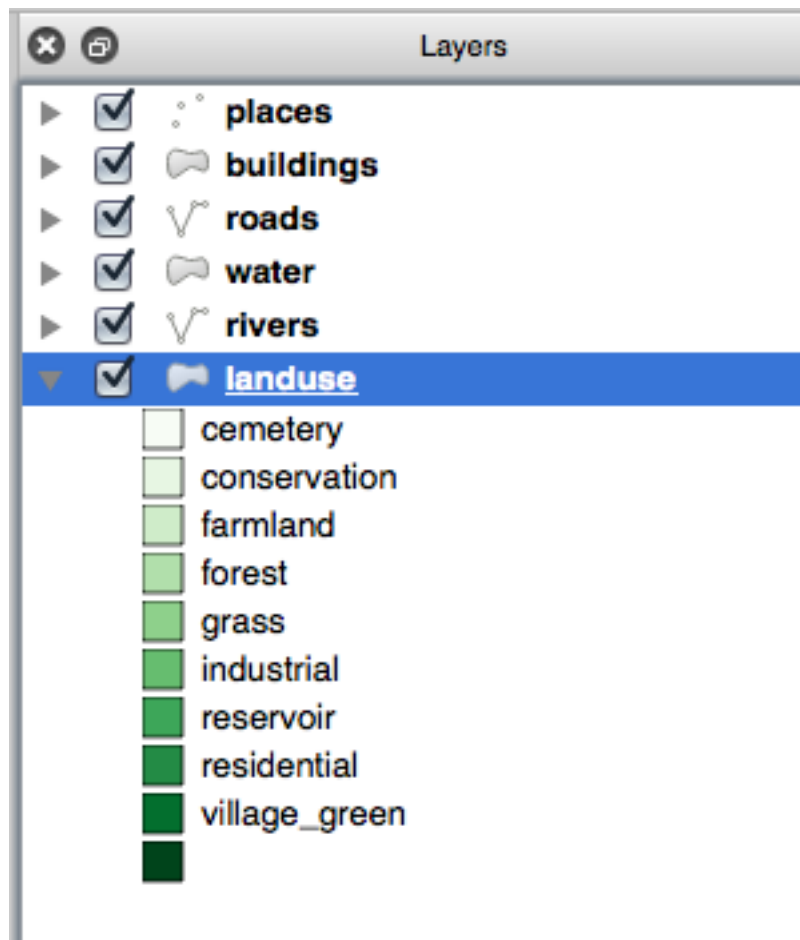 Layers
places
buildings
roads
water
rivers
landuse
cemetery
conservation
farmland
forest
grass
industrial
reservoir
residential
village_green